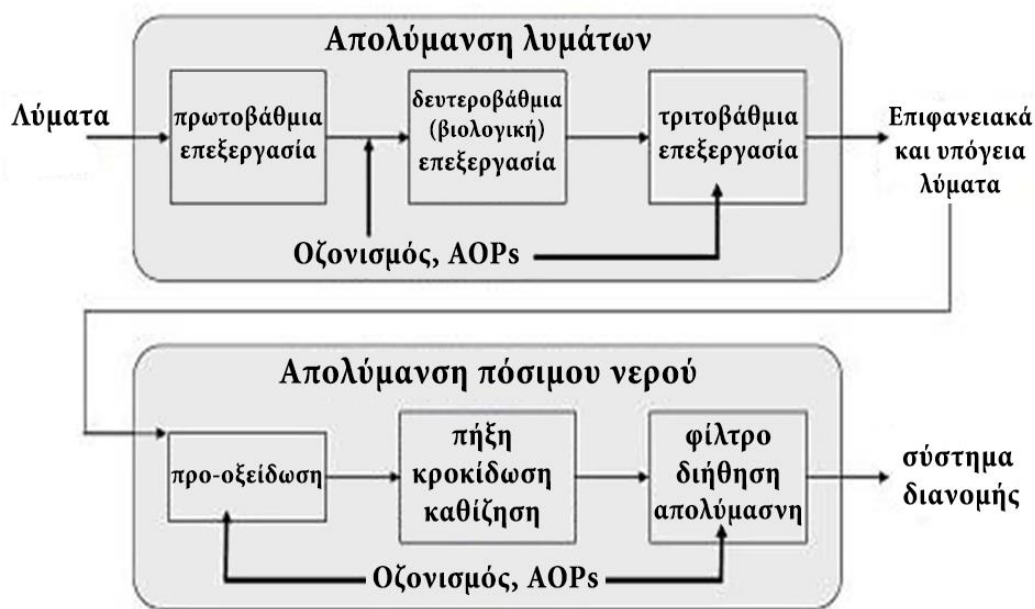 Απολύμανση λυμάτων
Λύματα
πρωτοβάθμια
επεξεργασία
δευτεροβάθμια
(βιολογική)
επεξεργασία
τριτοβάθμια
επεξεργασία
Επιφανειακά
και υπόγεια
λύματα
Οζονισμός, AOPs
Απολύμανση πόσιμου νερού
προ-οξείδωση
πήξη
κροκίδωση
καθίζηση
φίλτρο
διήθηση
απολύμασνη
σύστημα
διανομής
Οζονισμός, AOPs